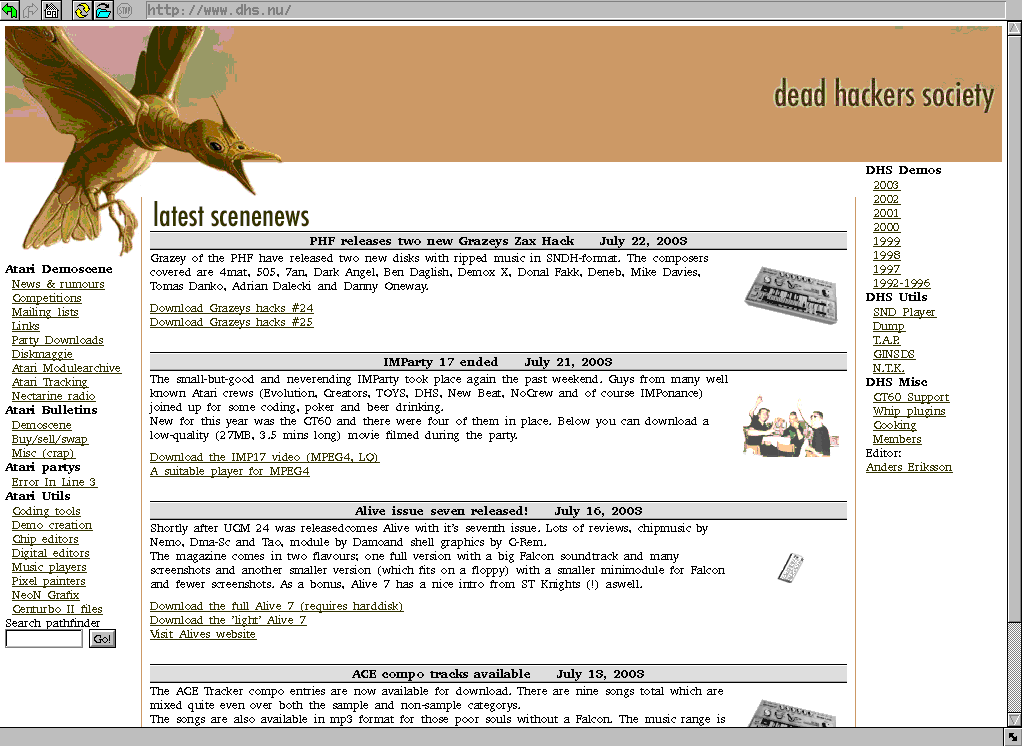 STOP
http://www.dhs.nu/
dead hackers society
Atari Demoscene
News & rumours
Competitions
Mailing lists
Links
Party Downloads
Diskmaggie
Atari Modulearchive
Atari Tracking
Nectarine radio
Atari Bulletins
Demoscene
Buy/sell/swap
Misc (crap)
Atari partys
Error In Line 3
Atari Utils
Coding tools
Demo creation
Chip editors
Digital editors
Music players
Pixel painters
NeoN Grafix
Centurbo II files
Search pathfinder
Go!
latest scenenews
PHF releases two new Grazeys Zax Hack July 22, 2003
Grazey of the PHF have released two new disks with ripped music in SNDH-format. The composers
covered are 4mat, 505, 7an, Dark Angel, Ben Daglish, Demox X, Donal Fakk, Deneb, Mike Davies,
Tomas Danko, Adrian Dalecki and Danny Oneway.
Download Grazeys hacks #24
Download Grazeys hacks #25
IMParty 17 ended July 21, 2003
The small-but-good and neverending IMParty took place again the past weekend. Guys from many well
known Atari crews (Evolution, Creators, TOYS, DHS, New Beat, NoCrew and of course IMPonance)
joined up for some coding, poker and beer drinking.
New for this year was the CT60 and there were four of them in place. Below you can download a
low-quality (27MB, 3.5 mins long) movie filmed during the party.
Download the IMP17 video (MPEG4, LQ)
A suitable player for MPEG4
Alive issue seven released! July 16, 2003
Shortly after UCM 24 was releasedcomes Alive with it's seventh issue. Lots of reviews, chipmusic by
Nemo, Dma-Sc and Tao, module by Damoand shell graphics by C-Rem.
The magazine comes in two flavours; one full version with a big Falcon soundtrack and many
screenshots and another smaller version (which fits on a floppy) with a smaller minimodule for Falcon
and fewer screenshots. As a bonus, Alive 7 has a nice intro from ST Knights (!) aswell.
Download the full Alive 7 (requires harddisk)
Download the 'light' Alive 7
Visit Alives website
ACE compo tracks available July 13, 2003
The ACE Tracker compo entries are now available for download. There are nine songs total which are
mixed quite even over both the sample and non-sample categorys.
The songs are also available in mp3 format for those poor souls without a Falcon. The music range is
DHS Demos
2003
2002
2001
2000
1999
1998
1997
1992-1996
DHS Utils
SND Player
Dump
T.A.P.
GINSDS
N.T.K.
DHS Misc
CT60 Support
Whip plugins
Cooking
Members
Editor:
Anders Eriksson